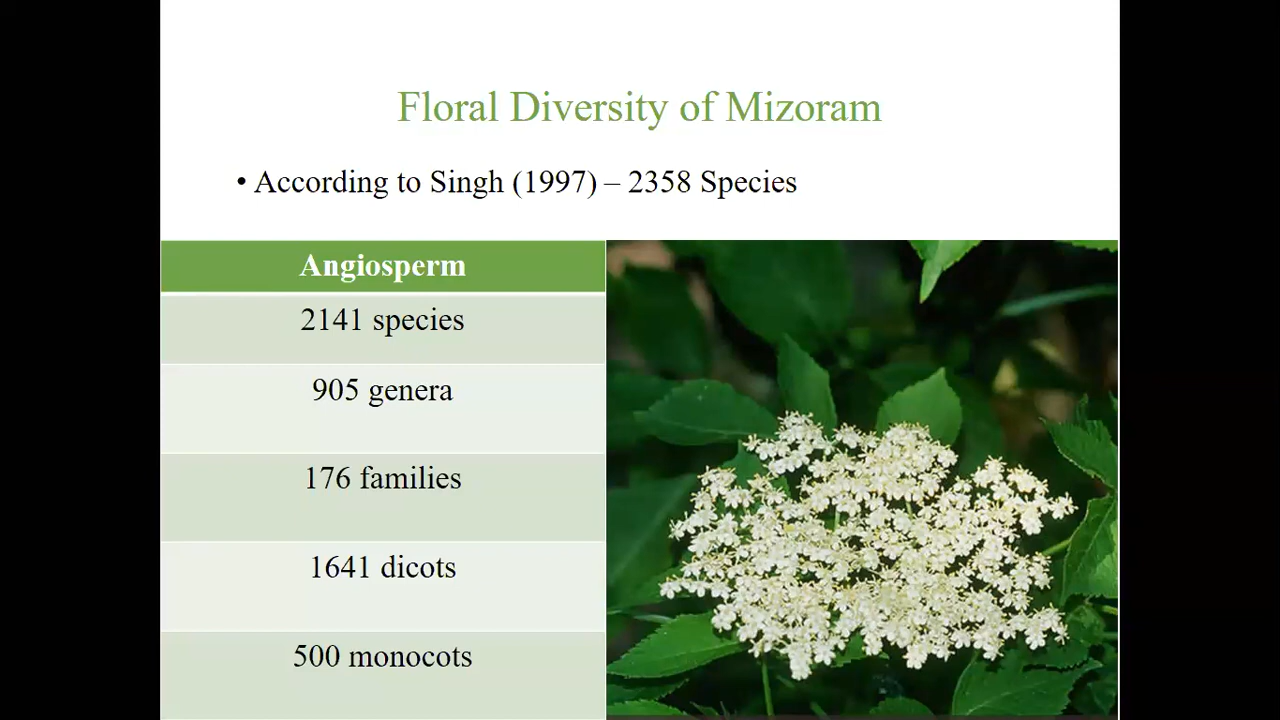 Floral Diversity of Mizoram
• According to Singh (1997) – 2358 Species
Angiosperm
2141 species
905 genera
176 families
1641 dicots
500 monocots